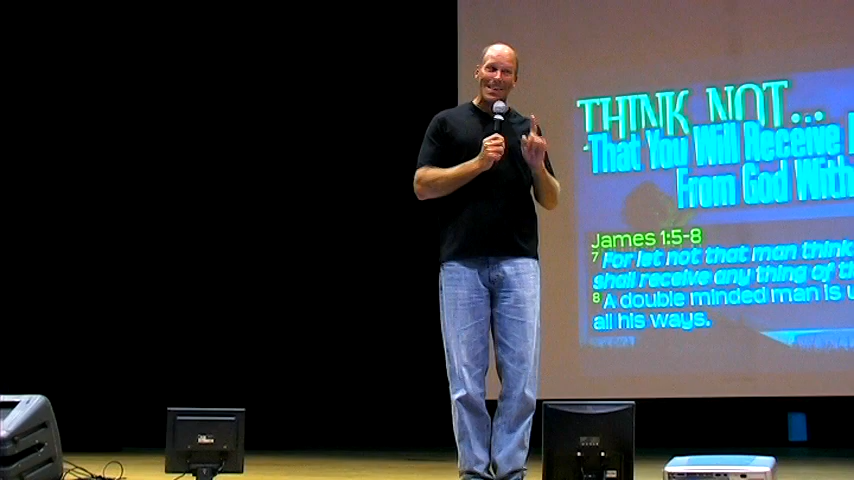 THINK NOT...
That You Will Receive
From God With
James 1:5-8
7 For let not that man think
shall receive any thing of
8 A double minded man is
all his ways.